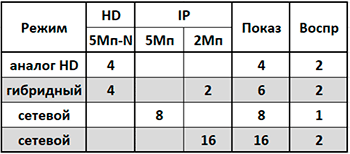 Режим HD IP Показ Воспр
5Мп-N 5Мп 2Мп
аналог HD 4 4 2
гибридный 4 2 6 2
сетевой 8 8 1
сетевой 16 16 2